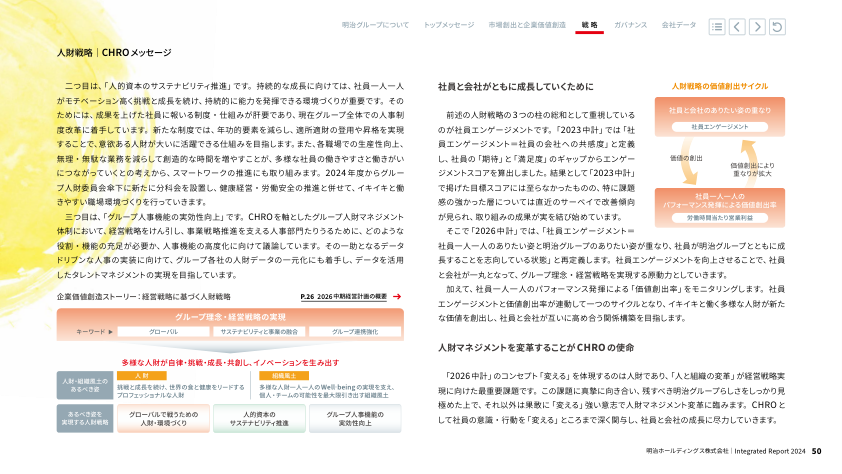 明治グループについて
トップメッセージ
市場創出と企業価値創造
戦略
ガバナンス
会社データ
人財戦略｜CHROメッセージ
二つ目は、「人的資本のサステナビリティ推進」です。持続的な成長に向けては、社員一人一人
がモチベーション高く挑戦と成長を続け、持続的に能力を発揮できる環境づくりが重要です。その
ためには、成果を上げた社員に報いる制度・仕組みが肝要であり、現在グループ全体での人事制
度改革に着手しています。新たな制度では、年功的要素を減らし、適所適財の登用や昇格を実現
することで、意欲ある人財が大いに活躍できる仕組みを目指します。また、各職場での生産性向上、
無理・無駄な業務を減らして創造的な時間を増やすことが、多様な社員の働きやすさと働きがい
につながっていくとの考えから、スマートワークの推進にも取り組みます。2024年度からグルー
プ人財委員会傘下に新たに分科会を設置し、健康経営・労働安全の推進と併せて、イキイキと働
きやすい職場環境づくりを行っていきます。
三つ目は、「グループ人事機能の実効性向上」です。CHROを軸としたグループ人財マネジメント
体制において、経営戦略をけん引し、事業戦略推進を支える人事部門たりうるために、どのような
役割・機能の充足が必要か、人事機能の高度化に向けて議論しています。その一助となるデータ
ドリブンな人事の実装に向け、グループ各社の人財データの一元化にも着手し、データを活用
したタレントマネジメントの実現を目指しています。
企業価値創造ストーリー：経営戦略に基づく人財戦略
P.26 2026中期経営計画の概要
グループ理念・経営戦略の実現
キーワード ▶
グローバル
サステナビリティと事業の融合
グループ連携強化
多様な人財が自律・挑戦・成長・共創し、イノベーションを生み出す
人財・組織風土の
あるべき姿
人財
挑戦と成長を続け、世界の食と健康をリードする
プロフェッショナルな人財
組織風土
多様な人財一人一人のWell-beingの実現を支え、
個人・チームの可能性を最大限引き出す組織風土
あるべき姿を
実現する人財戦略
グローバルで戦うための
人財・環境づくり
人的資本の
サステナビリティ推進
グループ人事機能の
実効性向上
社員と会社がともに成長していくために
前述の人財戦略の3つの柱の総和として重視している
のが社員エンゲージメントです。「2023中計」では「社
員エンゲージメント＝社員の会社への共感度」と定義
し、社員の「期待」と「満足度」のギャップからエンゲー
ジメントスコアを算出しました。結果として「2023中計」
で掲げた目標スコアには至らなかったものの、特に課題
感の強かった層については直近のサーベイで改善傾向
が見られ、取り組みの成果が実を結び始めています。
そこで「2026中計」では、「社員エンゲージメント＝
社員一人一人のありたい姿と明治グループのありたい姿が重なり、社員が明治グループとともに成
長することを志向している状態」と再定義します。社員エンゲージメントを向上させることで、社員
と会社が一丸となって、グループ理念・経営戦略を実現する原動力としていきます。
加えて、社員一人一人のパフォーマンス発揮による「価値創出率」をモニタリングします。社員
エンゲージメントと価値創出率が連動して一つのサイクルとなり、イキイキと働く多様な人財が新た
な価値を創出し、社員と会社が互いに高め合う関係構築を目指します。
人財戦略の価値創出サイクル
社員と会社のありたい姿の重なり
社員エンゲージメント
価値の創出
価値創出により
重なりが拡大
社員一人一人の
パフォーマンス発揮による価値創出率
労働時間当たり営業利益
人財マネジメントを変革することがCHROの使命
「2026中計」のコンセプト「変える」を体現するのは人財であり、「人と組織の変革」が経営戦略実
現に向けた最重要課題です。この課題に真摯に向き合い、残すべき明治グループらしさをしっかり見
極めた上で、それ以外は果敢に「変える」強い意志で人財マネジメント変革に臨みます。CHROと
して社員の意識・行動を「変える」ところまで深く関与し、社員と会社の成長に尽力していきます。
明治ホールディングス株式会社｜Integrated Report 2024 50